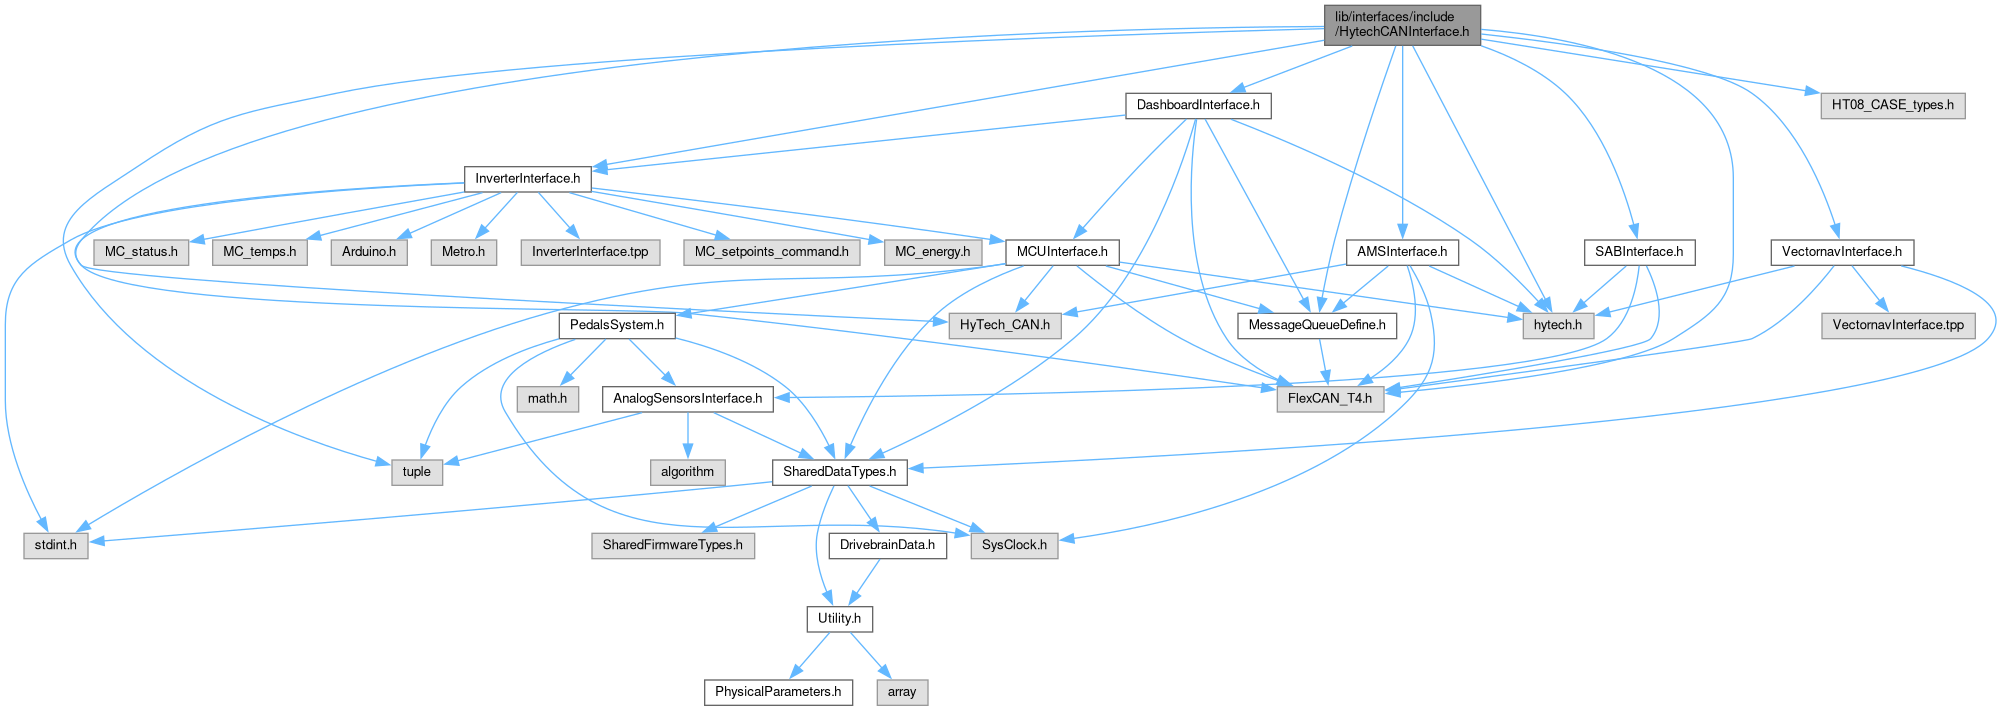 lib/interfaces/include
/HytechCANInterface.h
DashboardInterface.h
HT08_CASE_types.h
InverterInterface.h
MC_status.h
MC_temps.h
Arduino.h
Metro.h
InverterInterface.tpp
MC_setpoints_command.h
MC_energy.h
MCUInterface.h
AMSInterface.h
SABInterface.h
VectornavInterface.h
PedalsSystem.h
HyTech_CAN.h
MessageQueueDefine.h
hytech.h
VectornavInterface.tpp
math.h
AnalogSensorsInterface.h
FlexCAN_T4.h
tuple
algorithm
SharedDataTypes.h
stdint.h
SharedFirmwareTypes.h
DrivebrainData.h
SysClock.h
Utility.h
PhysicalParameters.h
array